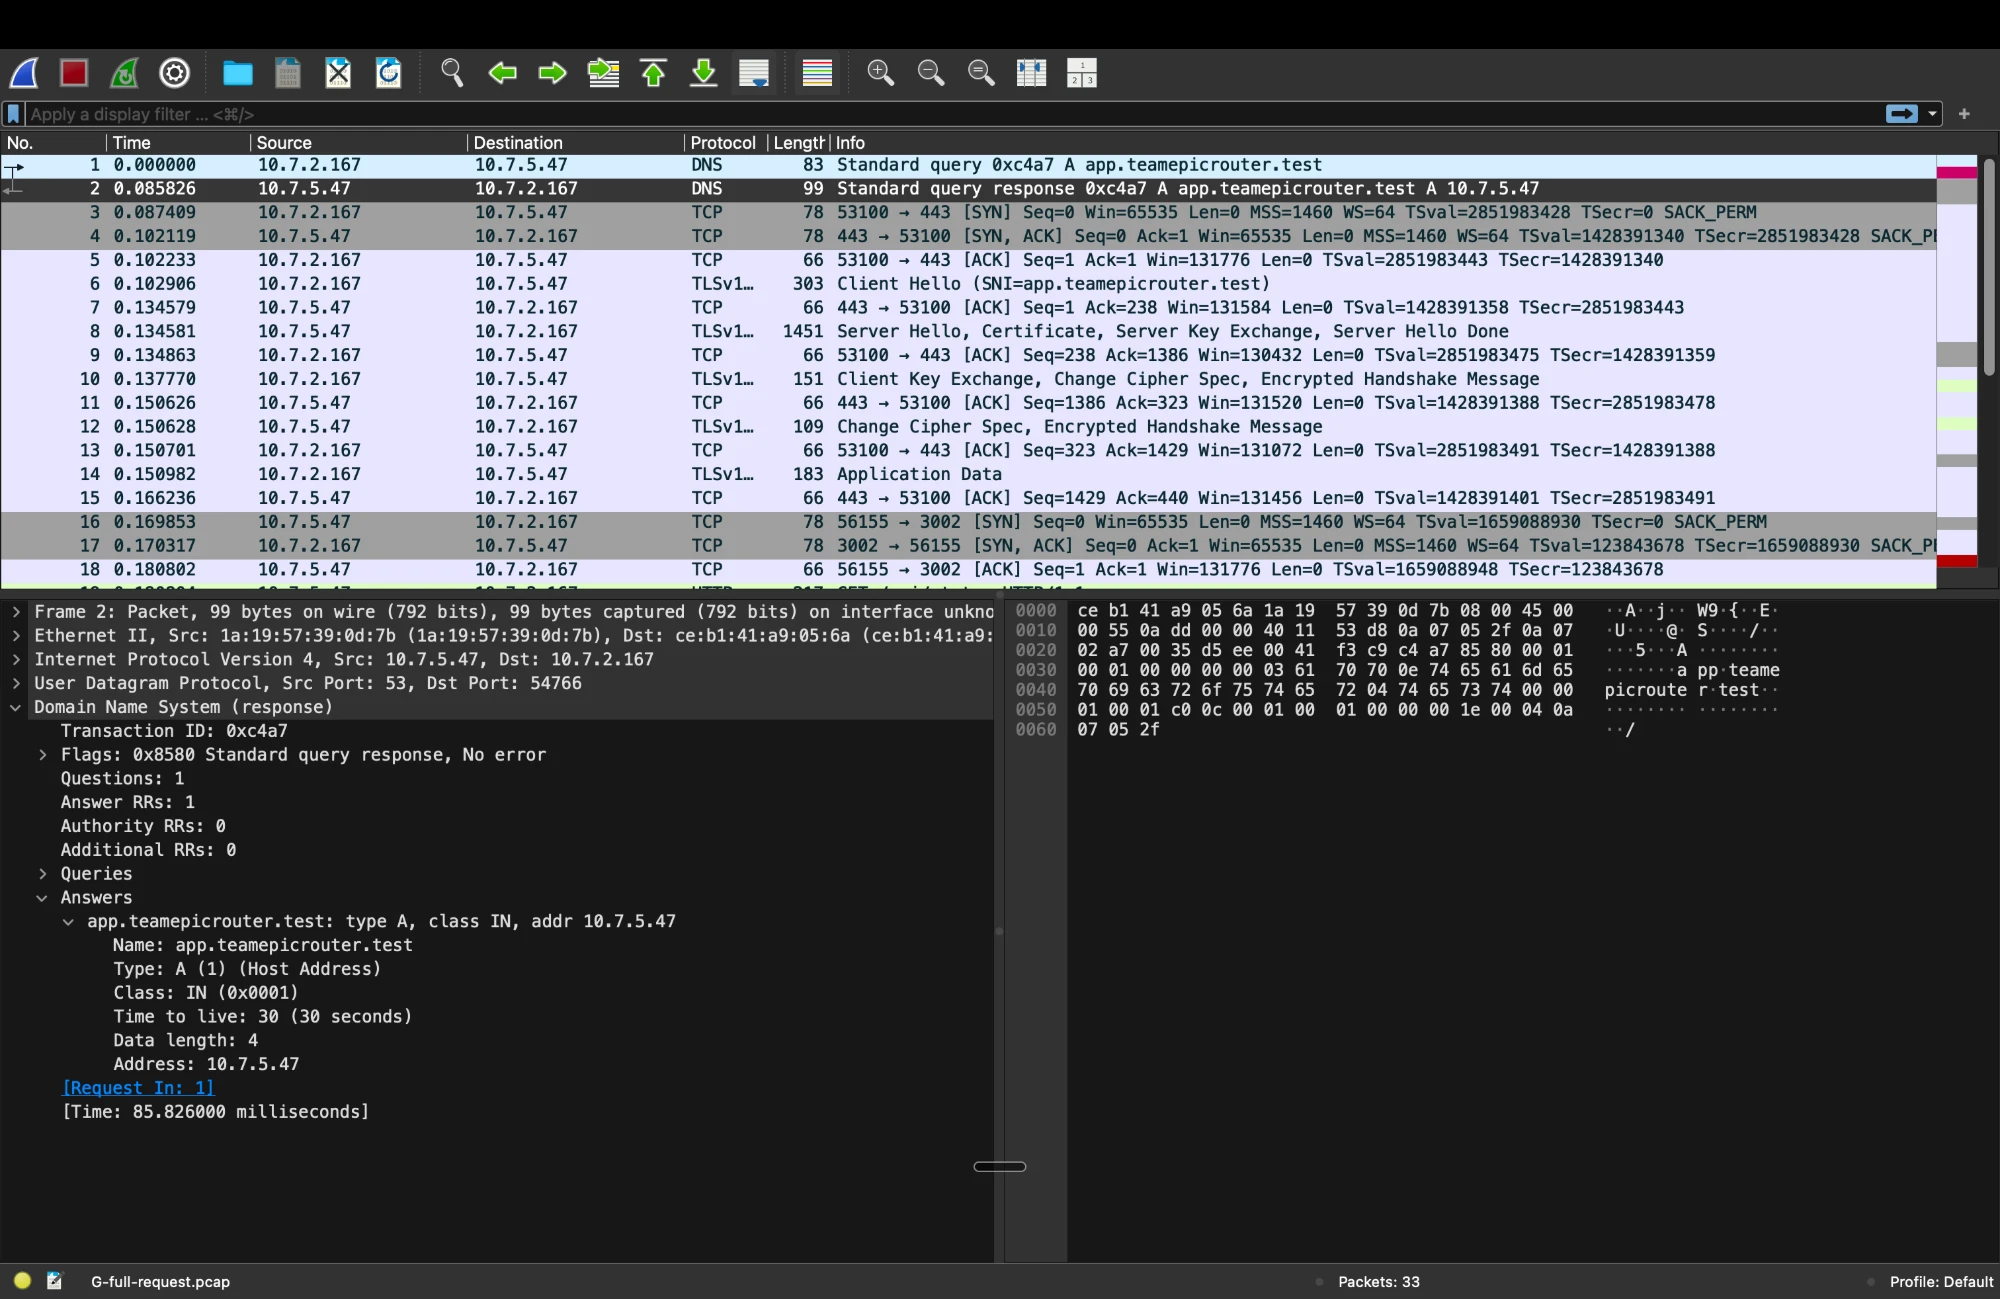 Apply a display filter ... <⌘/>
No. Time Source Destination Protocol Length Info
1 0.000000 10.7.2.167 10.7.5.47 DNS 83 Standard query 0xc4a7 A app.teamepicrouter.test
2 0.085826 10.7.5.47 10.7.2.167 DNS 99 Standard query response 0xc4a7 A app.teamepicrouter.test A 10.7.5.47
3 0.087409 10.7.2.167 10.7.5.47 TCP 78 53100 → 443 [SYN] Seq=0 Win=65535 Len=0 MSS=1460 WS=64 TSval=2851983428 TSecr=0 SACK_PERM
4 0.102119 10.7.5.47 10.7.2.167 TCP 78 443 → 53100 [SYN, ACK] Seq=0 Ack=1 Win=65535 Len=0 MSS=1460 WS=64 TSval=1428391340 TSecr=2851983428 SACK_P
5 0.102233 10.7.2.167 10.7.5.47 TCP 66 53100 → 443 [ACK] Seq=1 Ack=1 Win=131776 Len=0 TSval=2851983443 TSecr=1428391340
6 0.102906 10.7.2.167 10.7.5.47 TLSv1… 303 Client Hello (SNI=app.teamepicrouter.test)
7 0.134579 10.7.5.47 10.7.2.167 TCP 66 443 → 53100 [ACK] Seq=1 Ack=238 Win=131584 Len=0 TSval=1428391358 TSecr=2851983443
8 0.134581 10.7.5.47 10.7.2.167 TLSv1… 1451 Server Hello, Certificate, Server Key Exchange, Server Hello Done
9 0.134863 10.7.2.167 10.7.5.47 TCP 66 53100 → 443 [ACK] Seq=238 Ack=1386 Win=130432 Len=0 TSval=2851983475 TSecr=1428391359
10 0.137770 10.7.2.167 10.7.5.47 TLSv1… 151 Client Key Exchange, Change Cipher Spec, Encrypted Handshake Message
11 0.150626 10.7.5.47 10.7.2.167 TCP 66 443 → 53100 [ACK] Seq=1386 Ack=323 Win=131520 Len=0 TSval=1428391388 TSecr=2851983478
12 0.150628 10.7.5.47 10.7.2.167 TLSv1… 109 Change Cipher Spec, Encrypted Handshake Message
13 0.150701 10.7.2.167 10.7.5.47 TCP 66 53100 → 443 [ACK] Seq=323 Ack=1429 Win=131072 Len=0 TSval=2851983491 TSecr=1428391388
14 0.150982 10.7.2.167 10.7.5.47 TLSv1… 183 Application Data
15 0.166236 10.7.5.47 10.7.2.167 TCP 66 443 → 53100 [ACK] Seq=1429 Ack=440 Win=131456 Len=0 TSval=1428391401 TSecr=2851983491
16 0.169853 10.7.5.47 10.7.2.167 TCP 78 56155 → 3002 [SYN] Seq=0 Win=65535 Len=0 MSS=1460 WS=64 TSval=1659088930 TSecr=0 SACK_PERM
17 0.170317 10.7.2.167 10.7.5.47 TCP 78 3002 → 56155 [SYN, ACK] Seq=0 Ack=1 Win=65535 Len=0 MSS=1460 WS=64 TSval=123843678 TSecr=1659088930 SACK_P
18 0.180802 10.7.5.47 10.7.2.167 TCP 66 56155 → 3002 [ACK] Seq=1 Ack=1 Win=131776 Len=0 TSval=1659088948 TSecr=123843678
Frame 2: Packet, 99 bytes on wire (792 bits), 99 bytes captured (792 bits) on interface unkno
Ethernet II, Src: 1a:19:57:39:0d:7b (1a:19:57:39:0d:7b), Dst: ce:b1:41:a9:05:6a (ce:b1:41:a9:
Internet Protocol Version 4, Src: 10.7.5.47, Dst: 10.7.2.167
User Datagram Protocol, Src Port: 53, Dst Port: 54766
Domain Name System (response)
Transaction ID: 0xc4a7
Flags: 0x8580 Standard query response, No error
Questions: 1
Answer RRs: 1
Authority RRs: 0
Additional RRs: 0
Queries
Answers
app.teamepicrouter.test: type A, class IN, addr 10.7.5.47
Name: app.teamepicrouter.test
Type: A (1) (Host Address)
Class: IN (0x0001)
Time to live: 30 (30 seconds)
Data length: 4
Address: 10.7.5.47
[Request In: 1]
[Time: 85.826000 milliseconds]
0000 ce b1 41 a9 05 6a 1a 19 57 39 0d 7b 08 00 45 00 ··A··j·· W9·{··E·
0010 00 55 0a dd 00 00 40 11 53 d8 0a 07 05 2f 0a 07 ·U····@· S····/··
0020 02 a7 00 35 d5 ee 00 41 f3 c9 c4 a7 85 80 00 01 ···5···A ········
0030 00 01 00 00 00 00 03 61 70 70 0e 74 65 61 6d 65 ·······a pp·teame
0040 70 69 63 72 6f 75 74 65 72 04 74 65 73 74 00 00 picroute r·test··
0050 01 00 01 c0 0c 00 01 00 01 00 00 00 1e 00 04 0a ········ ········
0060 07 05 2f ··/
G-full-request.pcap
Packets: 33
Profile: Default